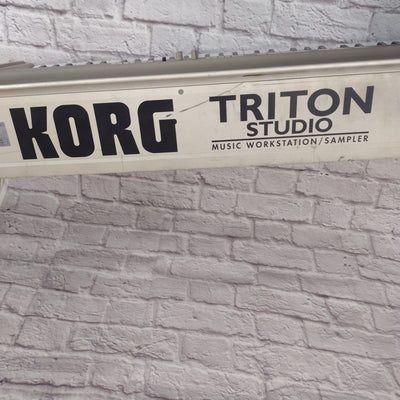 KORG
TRITON
STUDIO
MUSIC WORKSTATION/SAMPLER